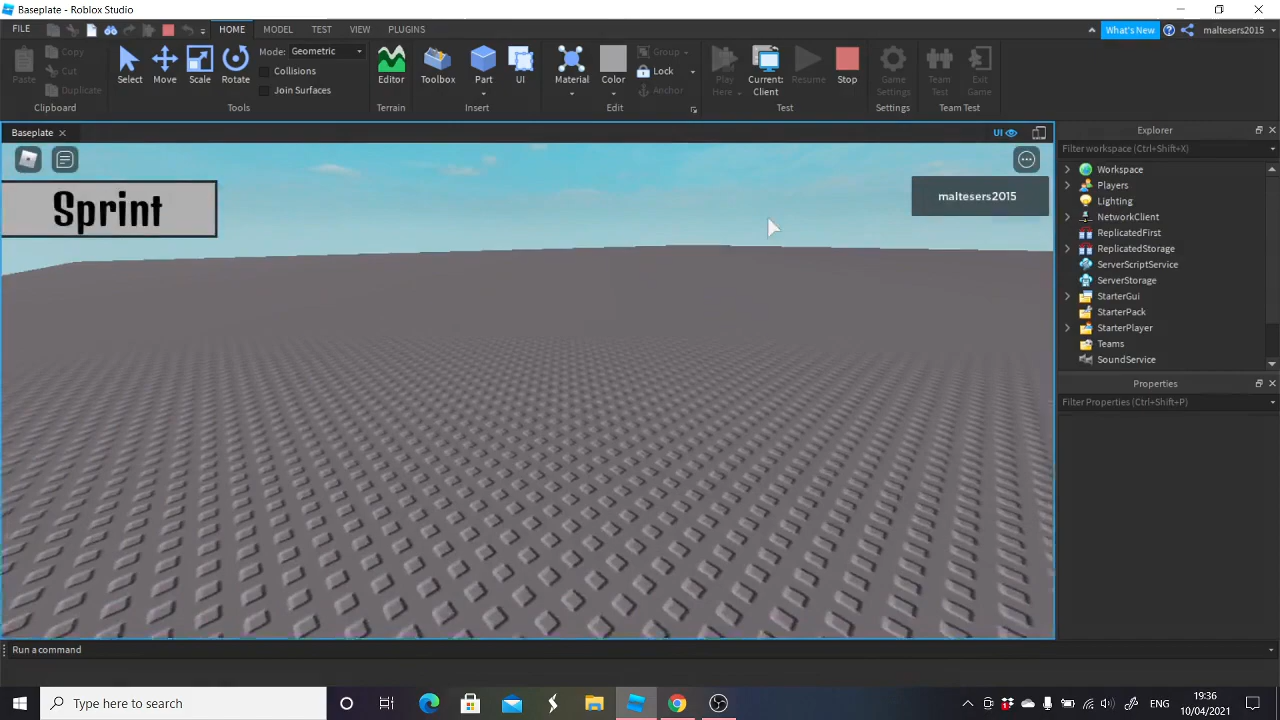 Baseplate - Roblox Studio
FILE HOME MODEL TEST VIEW PLUGINS What's New maltesers2015
Paste Copy Cut Duplicate Clipboard
Select Move Scale Rotate Mode: Geometric Collisions Join Surfaces Tools
Editor Terrain
Toolbox Part UI Insert
Material Color Group Lock Anchor Edit
Play Here Current: Client Resume Stop Test
Game Settings Settings
Team Test Exit Game Team Test
Baseplate UI
Sprint
maltesers2015
Explorer
Filter workspace (Ctrl+Shift+X)
Workspace
Players
Lighting
NetworkClient
ReplicatedFirst
ReplicatedStorage
ServerScriptService
ServerStorage
StarterGui
StarterPack
StarterPlayer
Teams
SoundService
Properties
Filter Properties (Ctrl+Shift+P)
Run a command
Type here to search
ENG
19:36
10/04/2021